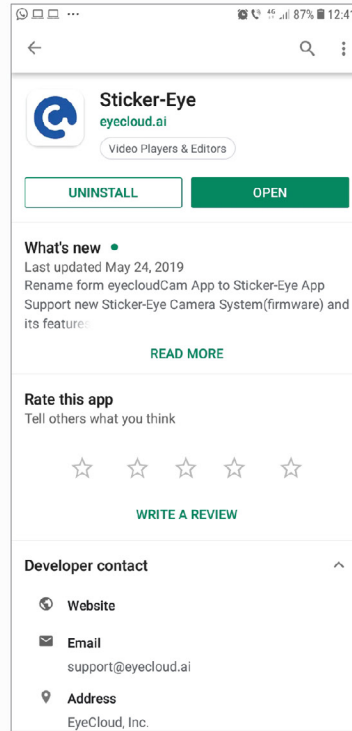 ... 4G 87% 12:41
Sticker-Eye
eyecloud.ai
Video Players & Editors
UNINSTALL OPEN
What's new
Last updated May 24, 2019
Rename form eyecloudCam App to Sticker-Eye App
Support new Sticker-Eye Camera System(firmware) and
its features
READ MORE
Rate this app
Tell others what you think
WRITE A REVIEW
Developer contact
Website
Email
support@eyecloud.ai
Address
EyeCloud, Inc.